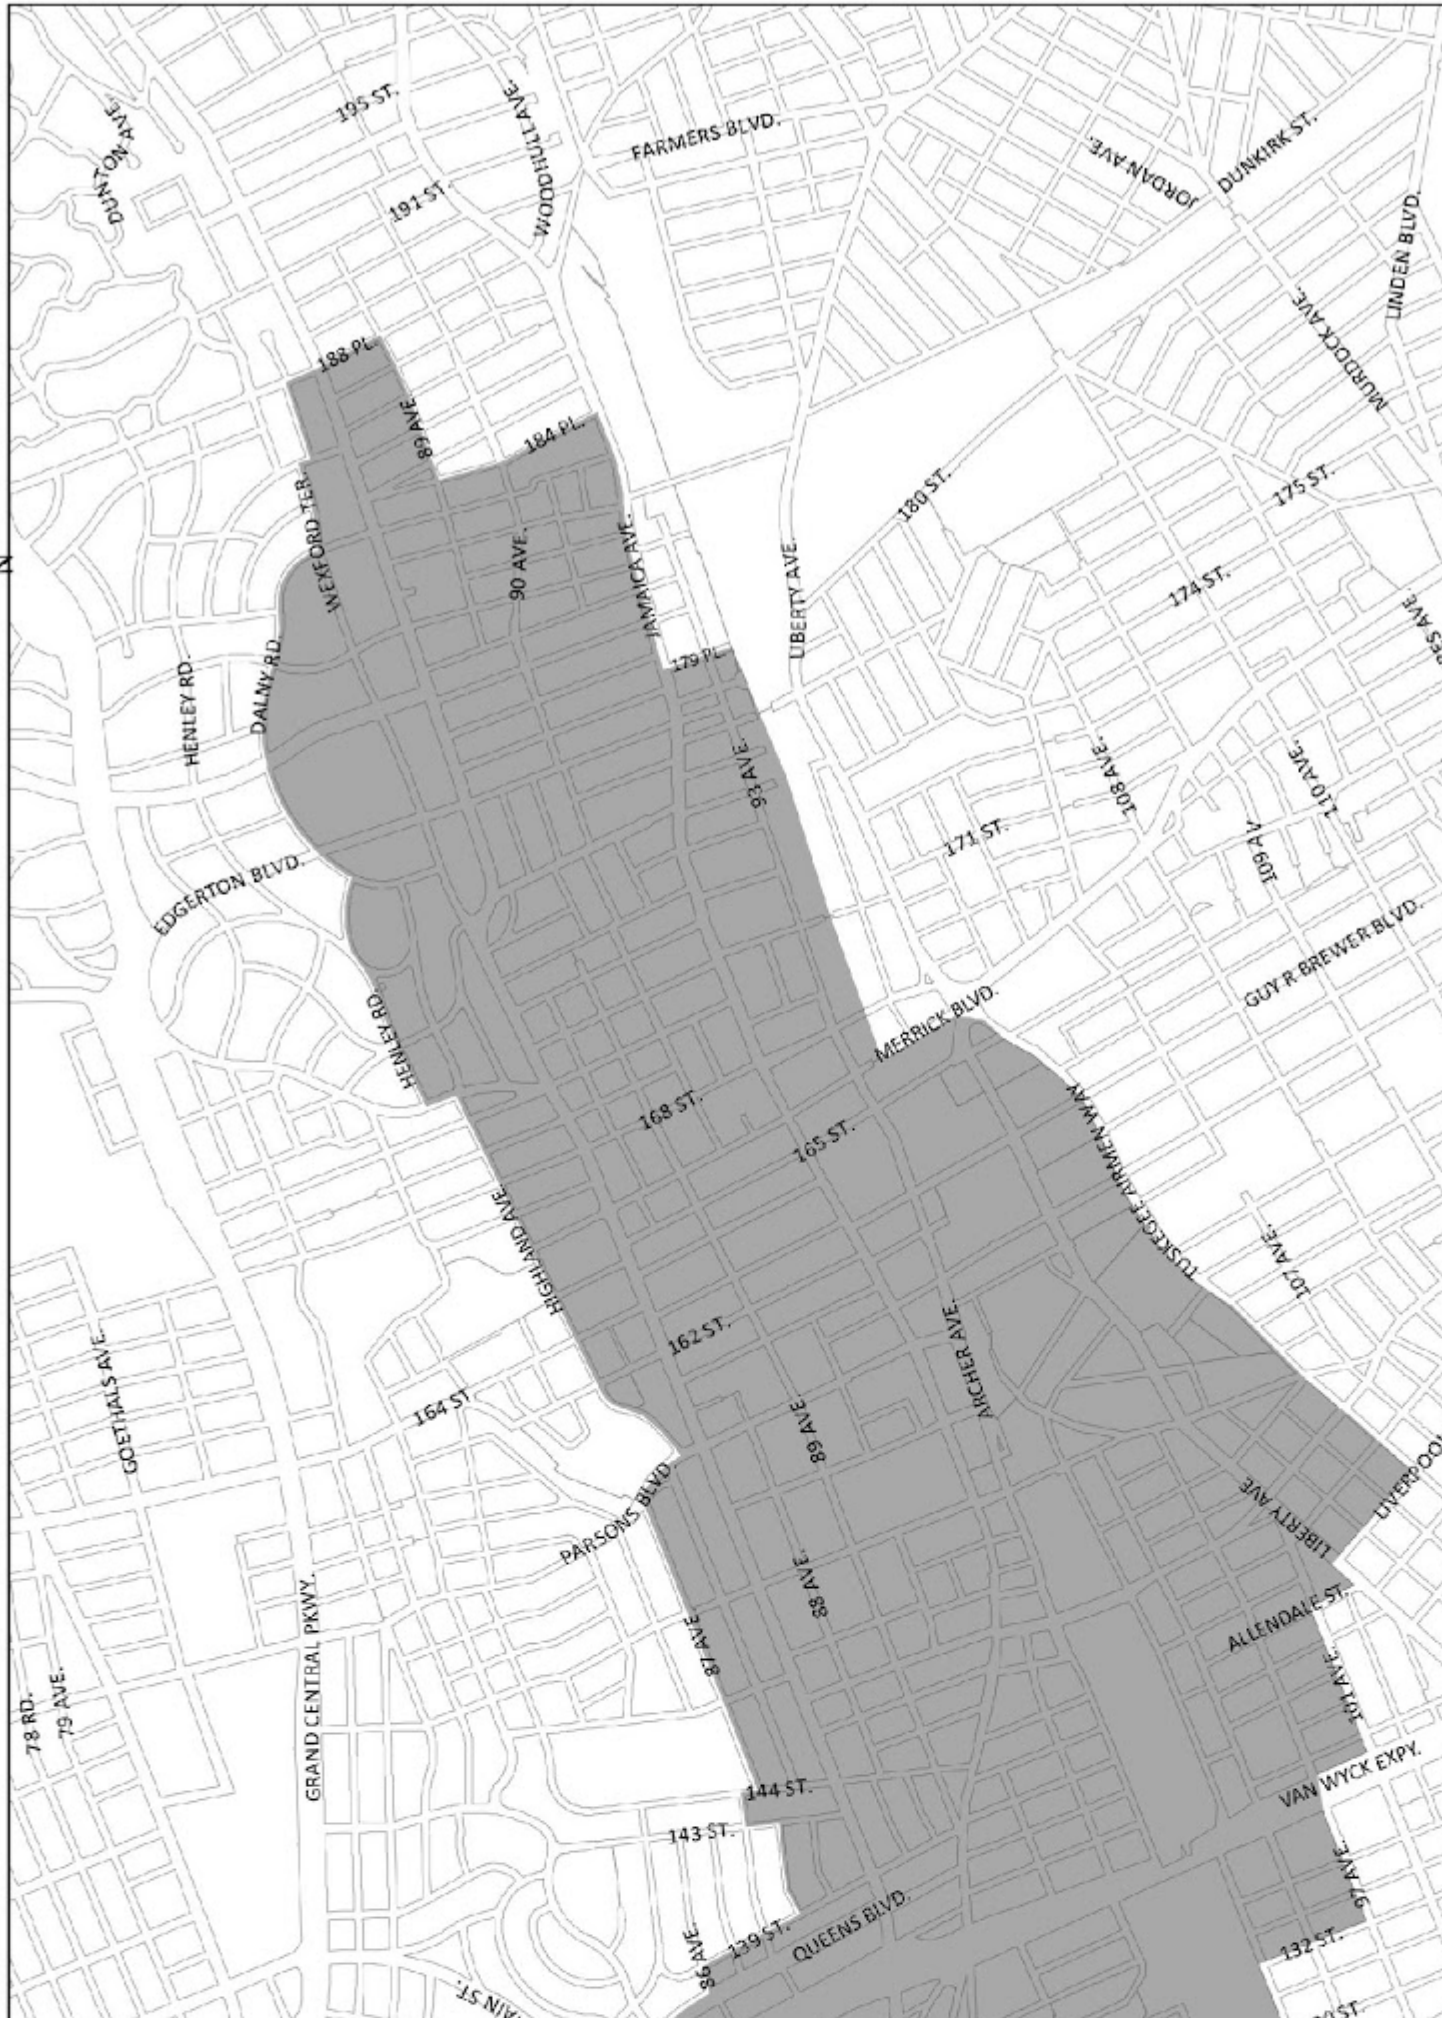 195 ST.
WOODHULL AVE.
DUNTON AVE
FARMERS BLVD.
JORDAN AVE.
DUNKIRK ST.
191 ST.
LINDEN BLVD.
188 PL.
MURDOCK AVE.
89 AVE.
184 PL.
WEXFORD TER.
180 ST.
175 ST.
N
90 AVE.
JAMAICA AVE.
LIBERTY AVE.
174 ST.
HENLEY RD.
DALNY RD.
179 PL.
93 AVE.
108 AVE.
110 AVE.
171 ST.
109 AV
EDGERTON BLVD.
GUY R BREWER BLVD.
HENLEY RD.
MERRICK BLVD.
168 ST.
165 ST.
TUSKEGEE AIRMEN WAY
HIGHLAND AVE.
107 AVE.
162 ST.
ARCHER AVE.
GOETHALS AVE.
164 ST
89 AVE.
PARSONS BLVD
LIBERTY AVE
LIVERPOOL
88 AVE.
ALLENDALE ST.
87 AVE
GRAND CENTRAL PKWY.
78 RD.
79 AVE.
101 AVE.
144 ST.
VAN WYCK EXPY.
143 ST.
97 AVE.
QUEENS BLVD.
139 ST.
86 AVE.
132 ST.
AIN ST.